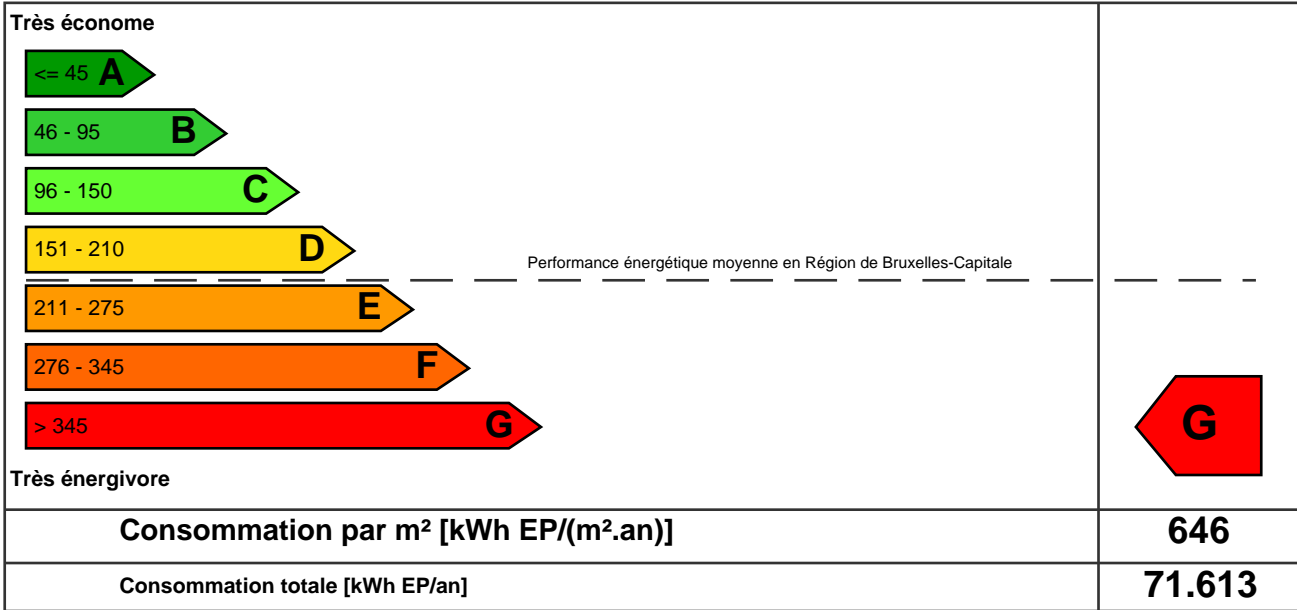 Très économe
<= 45 A
46 - 95 B
96 - 150 C
151 - 210 D
Performance énergétique moyenne en Région de Bruxelles-Capitale
211 - 275 E
276 - 345 F
> 345 G
G
Très énergivore
Consommation par m² [kWh EP/(m².an)] 646
Consommation totale [kWh EP/an] 71.613